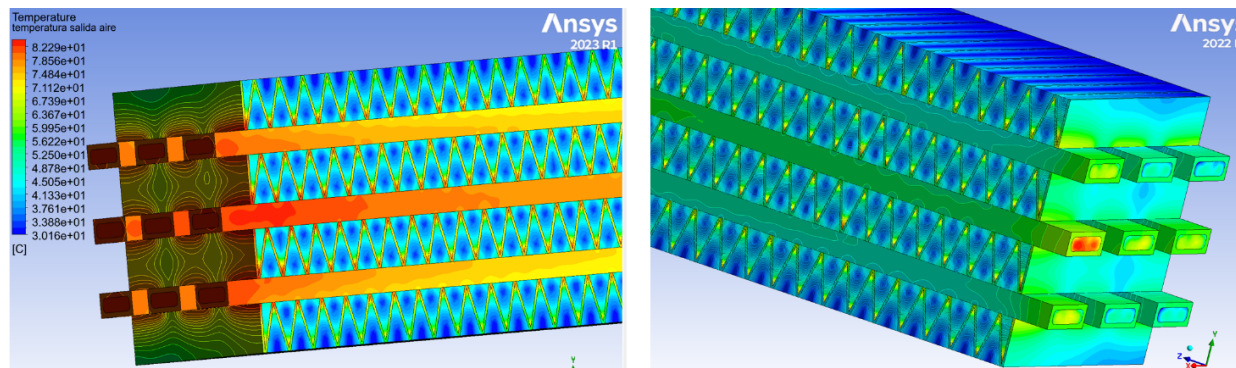 Temperature
temperatura salida aire
8.229e+01
7.856e+01
7.484e+01
7.112e+01
6.739e+01
6.367e+01
5.995e+01
5.622e+01
5.250e+01
4.878e+01
4.505e+01
4.133e+01
3.761e+01
3.388e+01
3.016e+01
[C]
Ansys
2023 R1
Y
Ansys
2022
Y
Z
X